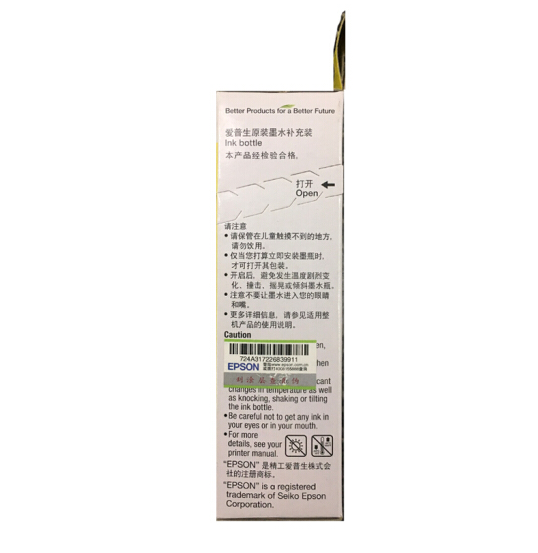 Better Products for a Better Future
爱普生原装墨水补充装
Ink bottle
本产品经检验合格。
打开
Open
请注意
• 请保管在儿童触摸不到的地方,
请勿饮用。
• 仅当您打算立即安装墨瓶时,
才可打开其包装。
• 开启后, 避免发生温度剧烈变
化、撞击、摇晃或倾斜墨水瓶。
• 注意不要让墨水进入您的眼睛
和嘴。
• 更多详细信息, 请参见适用整
机产品的使用说明。
Caution
724A317226839911
EPSON
刮涂层查真伪
changes in temperature as well
as knocking, shaking or tilting
the ink bottle.
• Be careful not to get any ink in
your eyes or in your mouth.
• For more
details, see your
printer manual.
"EPSON" 是精工爱普生株式会
社的注册商标。
"EPSON" is a registered
trademark of Seiko Epson
Corporation.